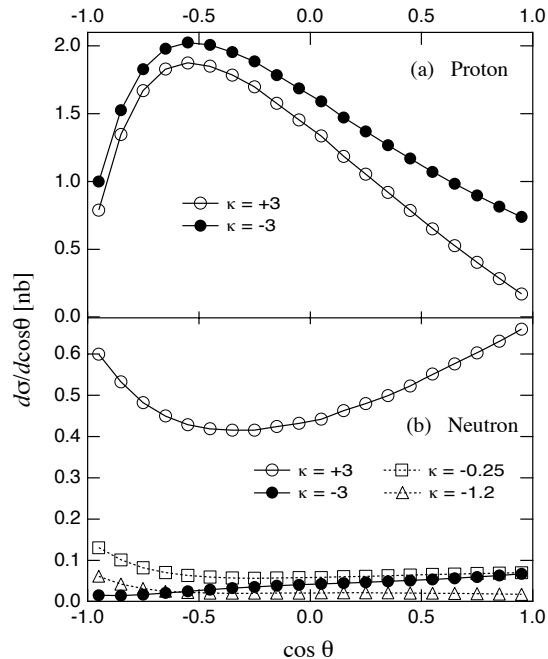 -1.0 -0.5 0.0 0.5 1.0
2.0
(a) Proton
1.5
1.0
κ = +3
κ = -3
0.5
0.0
dσ/dcosθ [nb]
0.6
0.5
0.4
(b) Neutron
0.3
κ = +3 κ = -0.25
κ = -3 κ = -1.2
0.2
0.1
0.0
-1.0 -0.5 0.0 0.5 1.0
cos θ